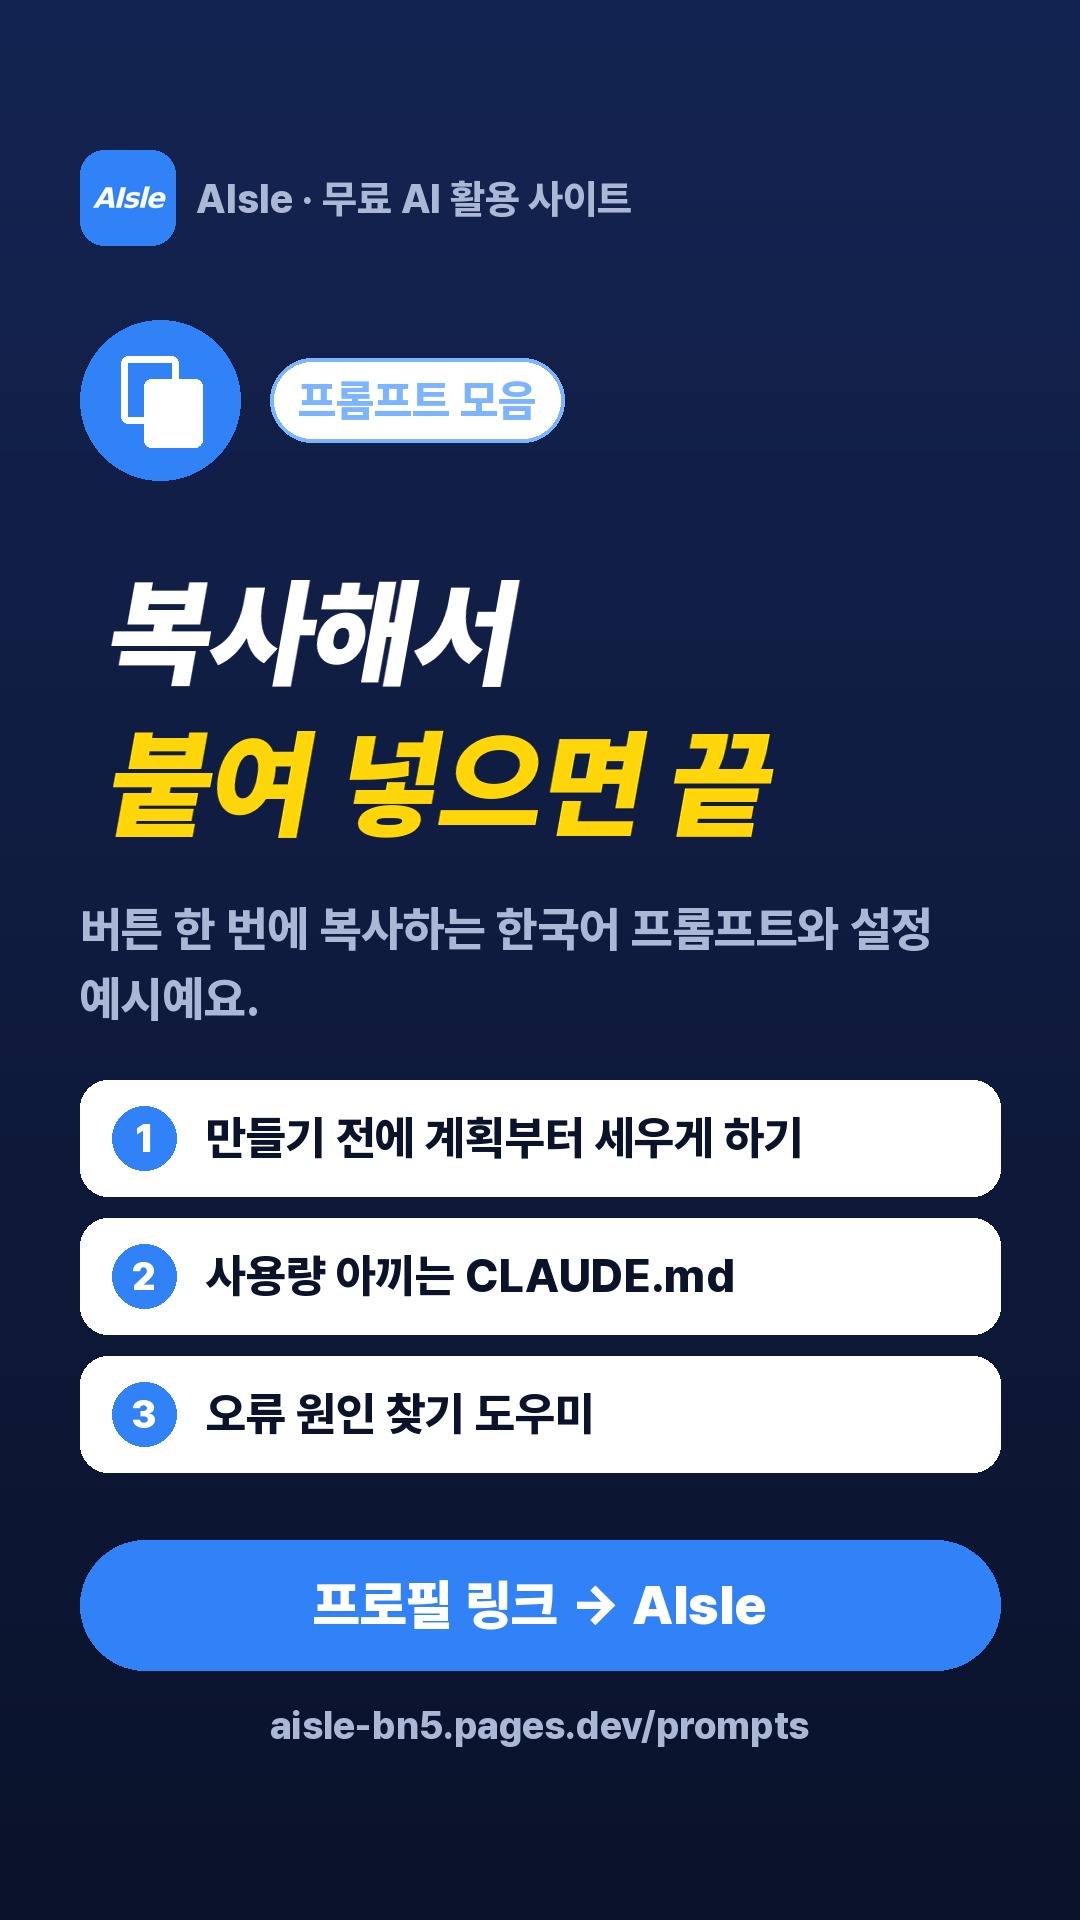 AIsle
AIsle · 무료 AI 활용 사이트
프롬프트 모음
복사해서
붙여 넣으면 끝
버튼 한 번에 복사하는 한국어 프롬프트와 설정
예시예요.
1 만들기 전에 계획부터 세우게 하기
2 사용량 아끼는 CLAUDE.md
3 오류 원인 찾기 도우미
프로필 링크 → AIsle
aisle-bn5.pages.dev/prompts